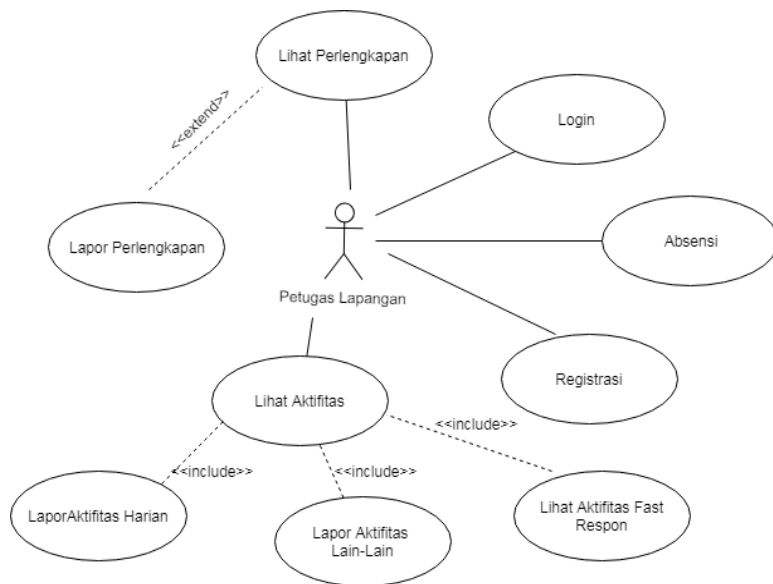 Lihat Perlengkapan
<<extend>>
Login
Lapor Perlengkapan
Absensi
Petugas Lapangan
Registrasi
Lihat Aktifitas
<<include>>
<<include>>
<<include>>
LaporAktifitas Harian
Lapor Aktifitas
Lain-Lain
Lihat Aktifitas Fast
Respon